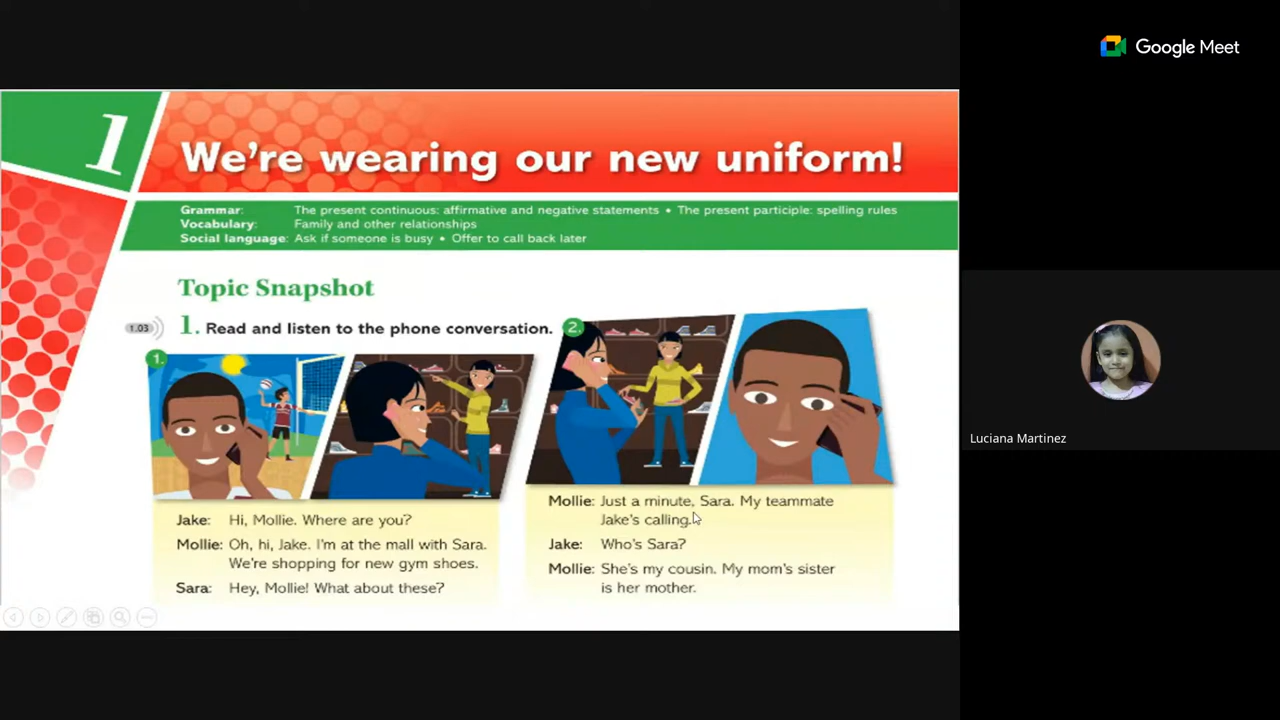 Google Meet
1
We're wearing our new uniform!
Grammar: The present continuous: affirmative and negative statements • The present participle: spelling rules
Vocabulary: Family and other relationships
Social language: Ask if someone is busy • Offer to call back later
Topic Snapshot
1.03 1. Read and listen to the phone conversation.
1.
Jake: Hi, Mollie. Where are you?
Mollie: Oh, hi, Jake. I'm at the mall with Sara.
We're shopping for new gym shoes.
Sara: Hey, Mollie! What about these?
2.
Mollie: Just a minute, Sara. My teammate
Jake's calling.
Jake: Who's Sara?
Mollie: She's my cousin. My mom's sister
is her mother.
Luciana Martinez